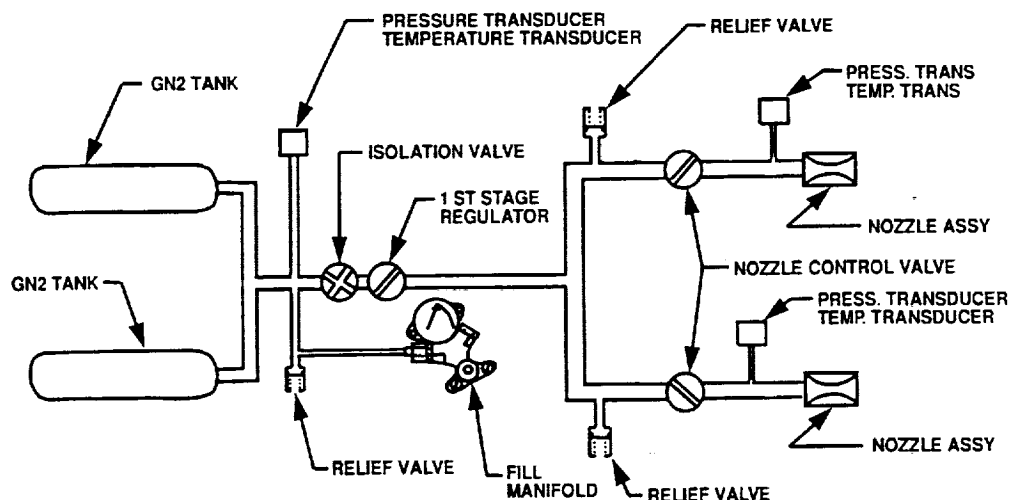 PRESSURE TRANSDUCER
TEMPERATURE TRANSDUCER
RELIEF VALVE
GN2 TANK
PRESS. TRANS
TEMP. TRANS
ISOLATION VALVE
1 ST STAGE
REGULATOR
NOZZLE ASSY
GN2 TANK
NOZZLE CONTROL VALVE
PRESS. TRANSDUCER
TEMP. TRANSDUCER
NOZZLE ASSY
RELIEF VALVE
FILL
MANIFOLD
RELIEF VALVE